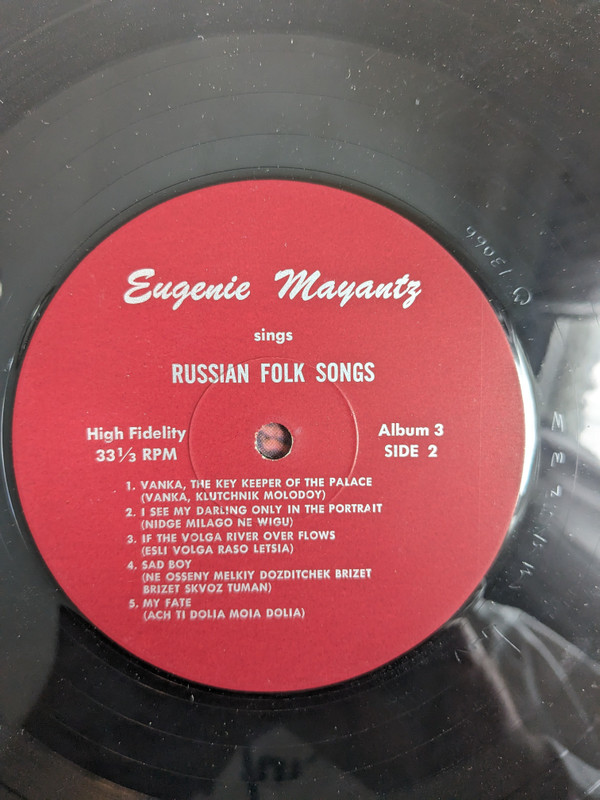 Eugenie Mayantz
sings
RUSSIAN FOLK SONGS
High Fidelity
33 1/3 RPM
Album 3
SIDE 2
1. VANKA, THE KEY KEEPER OF THE PALACE
(VANKA, KLUTCHNIK MOLODOY)
2. I SEE MY DARLING ONLY IN THE PORTRAIT
(NIDGE MILAGO NE WIGU)
3. IF THE VOLGA RIVER OVER FLOWS
(ESLI VOLGA RASO LETSIA)
4. SAD BOY
(NE OSSENY MELKIY DOZDITCHEK BRIZET
BRIZET SKVOZ TUMAN)
5. MY FATE
(ACH TI DOLIA MOIA DOLIA)
13066